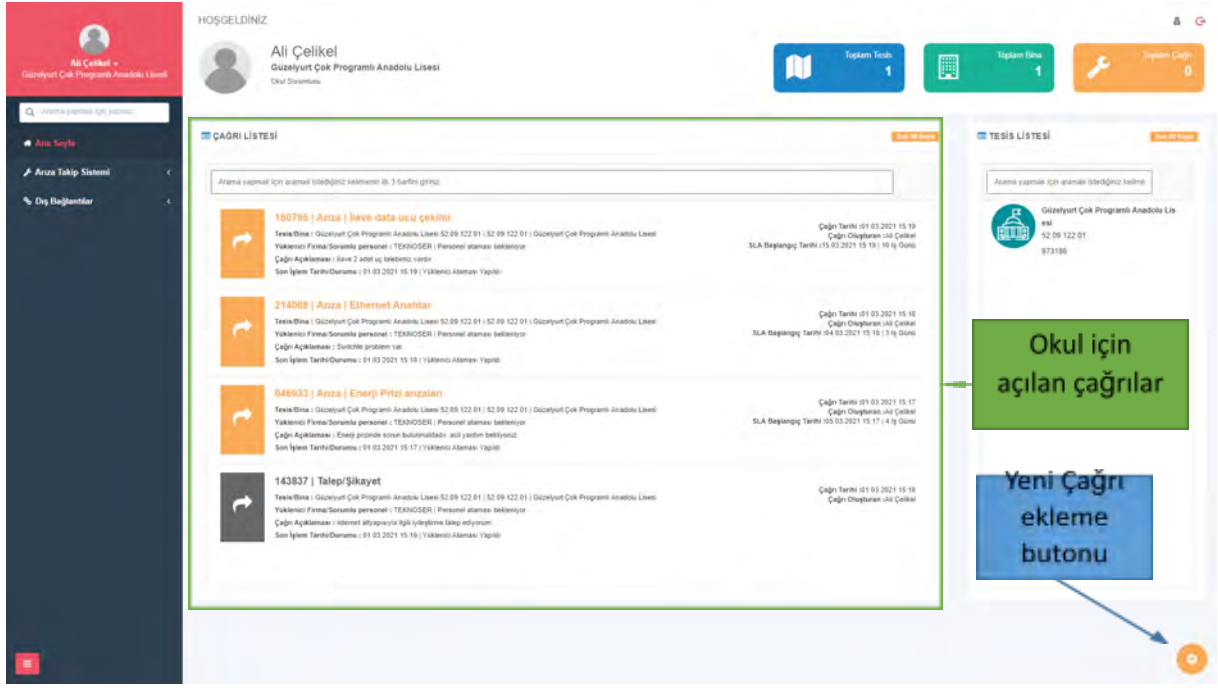 HOŞGELDİNİZ
Ali Çelikel
Güzelyurt Çok Programlı Anadolu Lisesi
Arama yapmak için yazınız.
Ana Sayfa
Arıza Takip Sistemi
Dış Bağlantılar
Ali Çelikel
Güzelyurt Çok Programlı Anadolu Lisesi
Okul Sorumlusu
Toplam Tesis
1
Toplam Bina
1
Toplam Çağrı
0
ÇAĞRI LİSTESİ
Son 20 Kayıt
Arama yapmak için aramak istediğiniz kelimenin ilk 3 harfini giriniz.
150795 | Arıza | İlave data ucu çekimi
Tesis/Bina : Güzelyurt Çok Programlı Anadolu Lisesi 52 09 122 01 | 52 09 122 01 | Güzelyurt Çok Programlı Anadolu Lisesi
Yüklenici Firma/Sorumlu personel : TEKNOSER | Personel ataması bekleniyor
Çağrı Açıklaması : İlave 2 adet uç talebimiz vardır.
Son İşlem Tarihi/Durumu : 01.03.2021 15:19 | Yüklenici Ataması Yapıldı
Çağrı Tarihi :01.03.2021 15:19
Çağrı Oluşturan :Ali Çelikel
SLA Başlangıç Tarihi :15.03.2021 15:19 | 10 İş Günü
214068 | Arıza | Ethernet Anahtar
Tesis/Bina : Güzelyurt Çok Programlı Anadolu Lisesi 52 09 122 01 | 52 09 122 01 | Güzelyurt Çok Programlı Anadolu Lisesi
Yüklenici Firma/Sorumlu personel : TEKNOSER | Personel ataması bekleniyor
Çağrı Açıklaması : Switchle problem var.
Son İşlem Tarihi/Durumu : 01.03.2021 15:18 | Yüklenici Ataması Yapıldı
Çağrı Tarihi :01.03.2021 15:18
Çağrı Oluşturan :Ali Çelikel
SLA Başlangıç Tarihi :04.03.2021 15:18 | 3 İş Günü
046933 | Arıza | Enerji Prizi arızaları
Tesis/Bina : Güzelyurt Çok Programlı Anadolu Lisesi 52 09 122 01 | 52 09 122 01 | Güzelyurt Çok Programlı Anadolu Lisesi
Yüklenici Firma/Sorumlu personel : TEKNOSER | Personel ataması bekleniyor
Çağrı Açıklaması : Enerji prizinde sorun bulunmaktadır. acil yardım bekliyoruz.
Son İşlem Tarihi/Durumu : 01.03.2021 15:17 | Yüklenici Ataması Yapıldı
Çağrı Tarihi :01.03.2021 15:17
Çağrı Oluşturan :Ali Çelikel
SLA Başlangıç Tarihi :05.03.2021 15:17 | 4 İş Günü
143837 | Talep/Şikayet
Tesis/Bina : Güzelyurt Çok Programlı Anadolu Lisesi 52 09 122 01 | 52 09 122 01 | Güzelyurt Çok Programlı Anadolu Lisesi
Yüklenici Firma/Sorumlu personel : TEKNOSER | Personel ataması bekleniyor
Çağrı Açıklaması : internet altyapısıyla ilgili iyileştirme talep ediyorum.
Son İşlem Tarihi/Durumu : 01.03.2021 15:16 | Yüklenici Ataması Yapıldı
Çağrı Tarihi :01.03.2021 15:16
Çağrı Oluşturan :Ali Çelikel
TESİS LİSTESİ
Son 20 Kayıt
Arama yapmak için aramak istediğiniz kelime
Güzelyurt Çok Programlı Anadolu Lis
esi
52 09 122 01
973186
Okul için
açılan çağrılar
Yeni Çağrı
ekleme
butonu